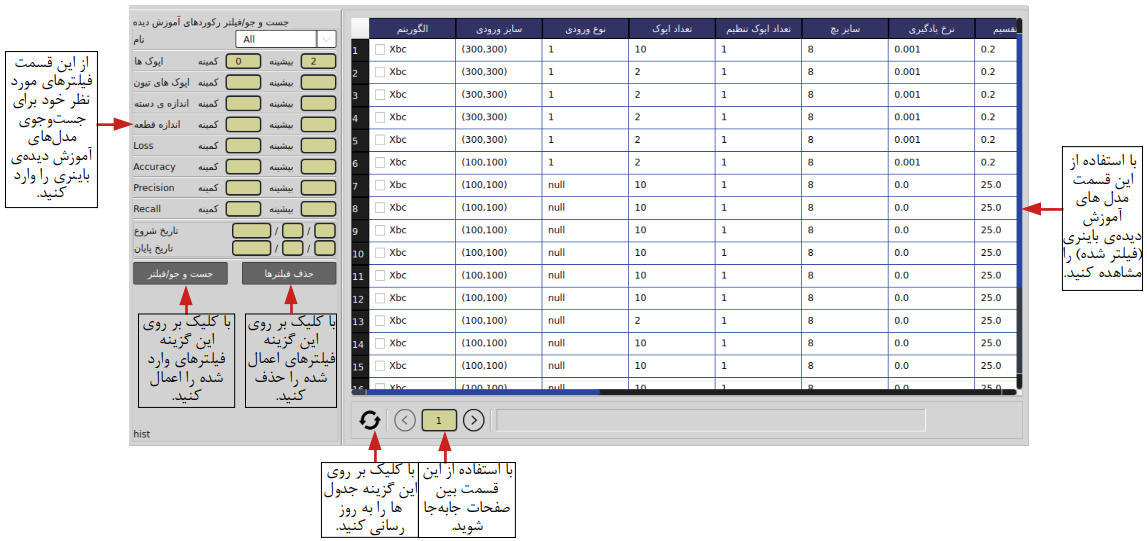 جست و جو/فیلتر رکوردهای آموزش دیده
نام All
اپوک ها کمینه 0 بیشینه 2
اپوک های تیون کمینه بیشینه
اندازه ی دسته کمینه بیشینه
اندازه قطعه کمینه بیشینه
Loss کمینه بیشینه
Accuracy کمینه بیشینه
Precision کمینه بیشینه
Recall کمینه بیشینه
تاریخ شروع / /
تاریخ پایان / /
جست و جو/فیلتر حذف فیلترها
hist
از این قسمت
فیلترهای مورد
نظر خود برای
جست‌وجوی
مدل‌های
آموزش دیده‌ی
باینری را وارد
کنید.
با کلیک بر روی
این گزینه
فیلترهای وارد
شده را اعمال
کنید.
با کلیک بر روی
این گزینه
فیلترهای اعمال
شده را حذف
کنید.
الگوریتم سایز ورودی نوع ورودی تعداد اپوک تعداد اپوک تنظیم سایز بچ نرخ یادگیری تقسیم
1 Xbc (300,300) 1 10 1 8 0.001 0.2
2 Xbc (300,300) 1 2 1 8 0.001 0.2
3 Xbc (300,300) 1 2 1 8 0.001 0.2
4 Xbc (300,300) 1 2 1 8 0.001 0.2
5 Xbc (300,300) 1 2 1 8 0.001 0.2
6 Xbc (100,100) 1 2 1 8 0.001 0.2
7 Xbc (100,100) null 10 1 8 0.0 25.0
8 Xbc (100,100) null 10 1 8 0.0 25.0
9 Xbc (100,100) null 10 1 8 0.0 25.0
10 Xbc (100,100) null 10 1 8 0.0 25.0
11 Xbc (100,100) null 10 1 8 0.0 25.0
12 Xbc (100,100) null 10 1 8 0.0 25.0
13 Xbc (100,100) null 2 1 8 0.0 25.0
14 Xbc (100,100) null 10 1 8 0.0 25.0
15 Xbc (100,100) null 10 1 8 0.0 25.0
16 Xbc (100,100) null 10 1 8 0.0 25.0
1
با استفاده از
این قسمت
مدل های
آموزش
دیده‌ی باینری
(فیلتر شده) را
مشاهده کنید.
با کلیک بر روی
این گزینه جدول
ها را به روز
رسانی کنید.
با استفاده از این
قسمت بین
صفحات جابه‌جا
شوید.